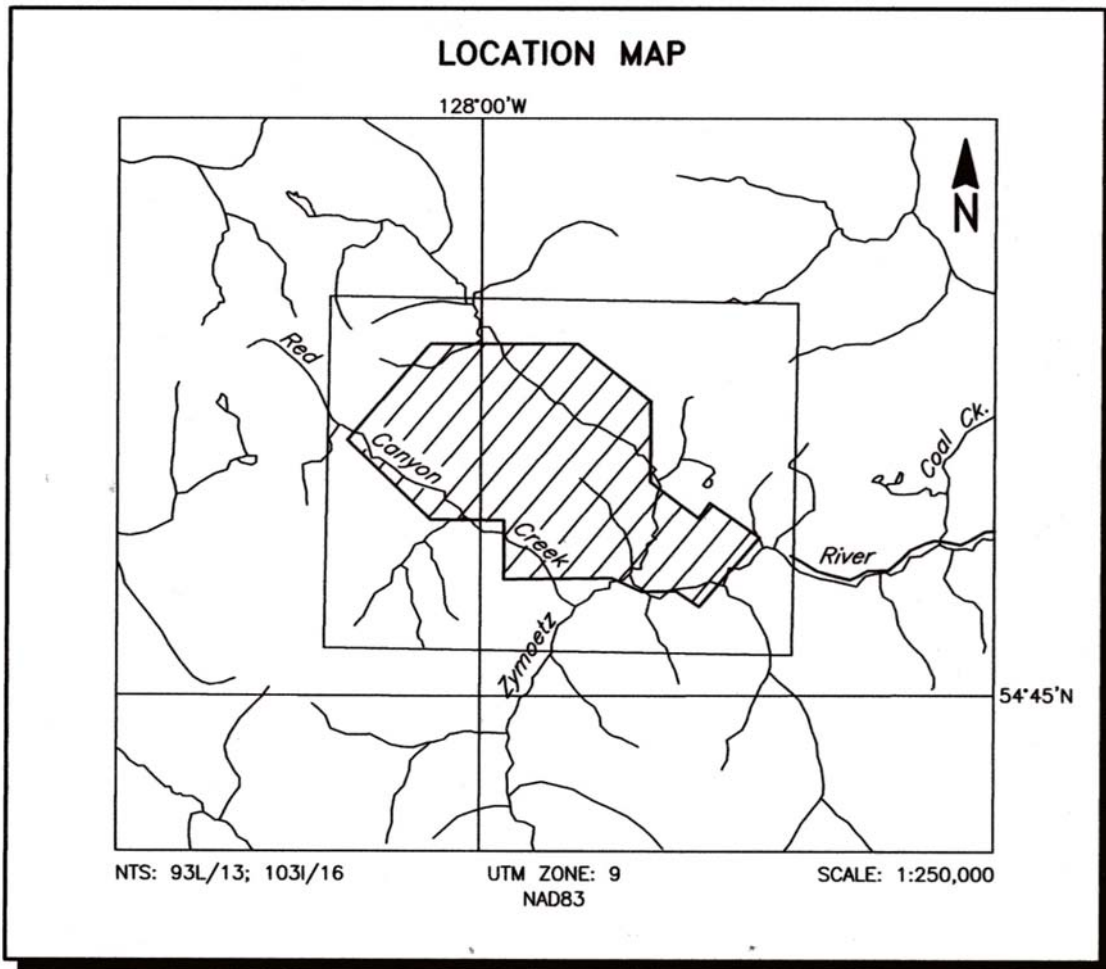 LOCATION MAP
128°00'W
N
Red
Canyon
Creek
Coal Ck.
River
Zymoetz
54°45'N
NTS: 93L/13; 103I/16
UTM ZONE: 9
NAD83
SCALE: 1:250,000